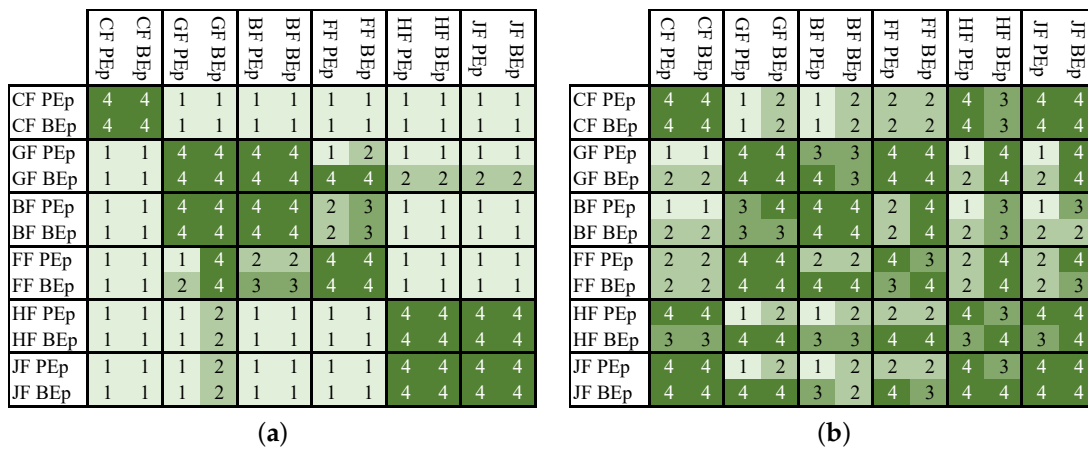 CF PEp CF BEp GF PEp GF BEp BF PEp BF BEp FF PEp FF BEp HF PEp HF BEp JF PEp JF BEp
CF PEp 4 4 1 1 1 1 1 1 1 1 1 1
CF BEp 4 4 1 1 1 1 1 1 1 1 1 1
GF PEp 1 1 4 4 4 4 1 2 1 1 1 1
GF BEp 1 1 4 4 4 4 4 4 2 2 2 2
BF PEp 1 1 4 4 4 4 2 3 1 1 1 1
BF BEp 1 1 4 4 4 4 2 3 1 1 1 1
FF PEp 1 1 1 4 2 2 4 4 1 1 1 1
FF BEp 1 1 2 4 3 3 4 4 1 1 1 1
HF PEp 1 1 1 2 1 1 1 1 4 4 4 4
HF BEp 1 1 1 2 1 1 1 1 4 4 4 4
JF PEp 1 1 1 2 1 1 1 1 4 4 4 4
JF BEp 1 1 1 2 1 1 1 1 4 4 4 4
(a)
CF PEp CF BEp GF PEp GF BEp BF PEp BF BEp FF PEp FF BEp HF PEp HF BEp JF PEp JF BEp
CF PEp 4 4 1 2 1 2 2 2 4 3 4 4
CF BEp 4 4 1 2 1 2 2 2 4 3 4 4
GF PEp 1 1 4 4 3 3 4 4 1 4 1 4
GF BEp 2 2 4 4 4 3 4 4 2 4 2 4
BF PEp 1 1 3 4 4 4 2 4 1 3 1 3
BF BEp 2 2 3 3 4 4 2 4 2 3 2 2
FF PEp 2 2 4 4 2 2 4 3 2 4 2 4
FF BEp 2 2 4 4 4 4 3 4 2 4 2 3
HF PEp 4 4 1 2 1 2 2 2 4 3 4 4
HF BEp 3 3 4 4 3 3 4 4 3 4 3 4
JF PEp 4 4 1 2 1 2 2 2 4 3 4 4
JF BEp 4 4 4 4 3 2 4 3 4 4 4 4
(b)